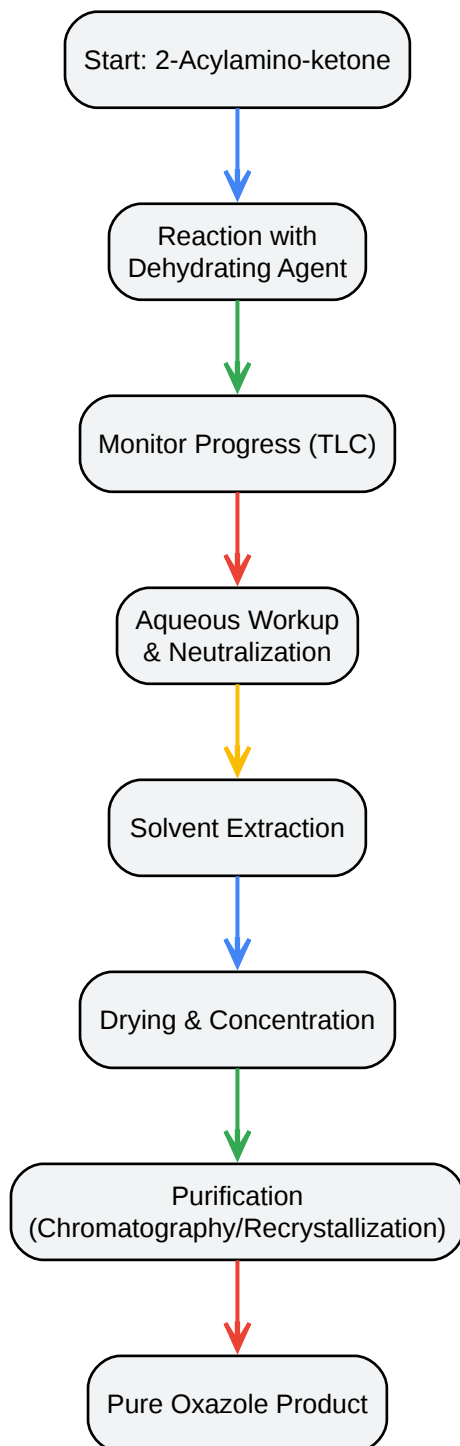 Start: 2-Acylamino-ketone
Reaction with
Dehydrating Agent
Monitor Progress (TLC)
Aqueous Workup
& Neutralization
Solvent Extraction
Drying & Concentration
Purification
(Chromatography/Recrystallization)
Pure Oxazole Product